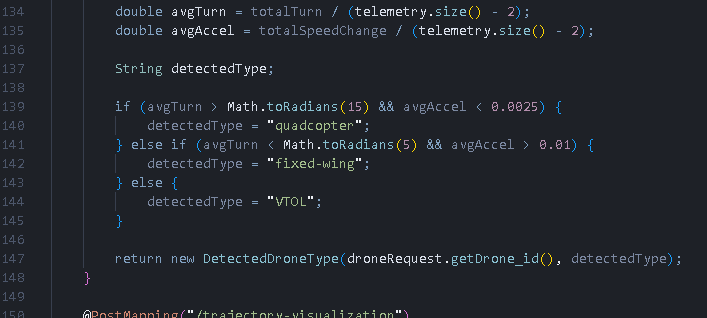 134 double avgTurn = totalTurn / (telemetry.size() - 2);
135 double avgAccel = totalSpeedChange / (telemetry.size() - 2);
136
137 String detectedType;
138
139 if (avgTurn > Math.toRadians(15) && avgAccel < 0.0025) {
140 detectedType = "quadcopter";
141 } else if (avgTurn < Math.toRadians(5) && avgAccel > 0.01) {
142 detectedType = "fixed-wing";
143 } else {
144 detectedType = "VTOL";
145 }
146
147 return new DetectedDroneType(droneRequest.getDrone_id(), detectedType);
148 }
149
150 @PostMapping("/trajectory-visualization")